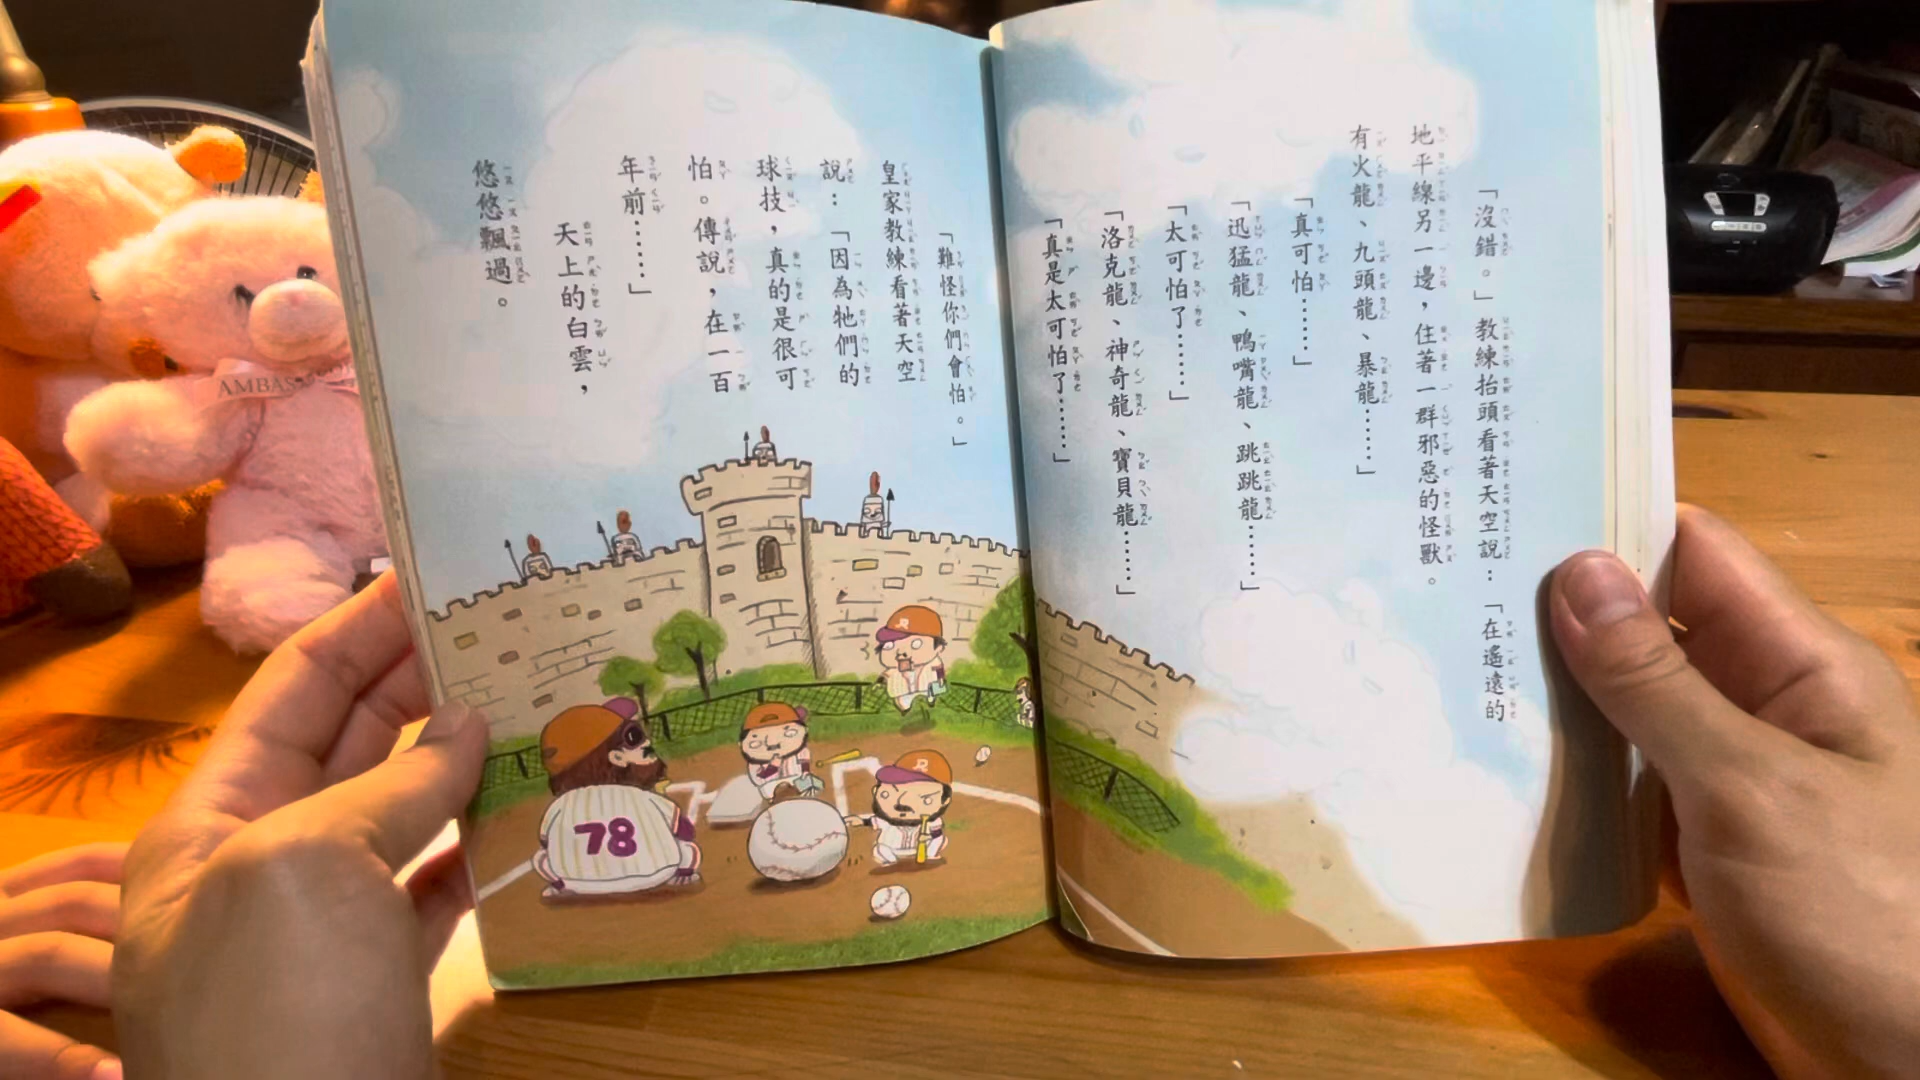 「沒錯。」教練抬頭看著天空說：「在遙遠的
地平線另一邊，住著一群邪惡的怪獸。
有火龍、九頭龍、暴龍……」
「真可怕……」
「迅猛龍、鴨嘴龍、跳跳龍……」
「太可怕了……」
「洛克龍、神奇龍、寶貝龍……」
「真是太可怕了……」
「難怪你們會怕。」
皇家教練看著天空
說：「因為牠們的
球技，真的是很可
怕。傳說，在一百
年前……」
天上的白雲，
悠悠飄過。
78
R
R
AMBAS